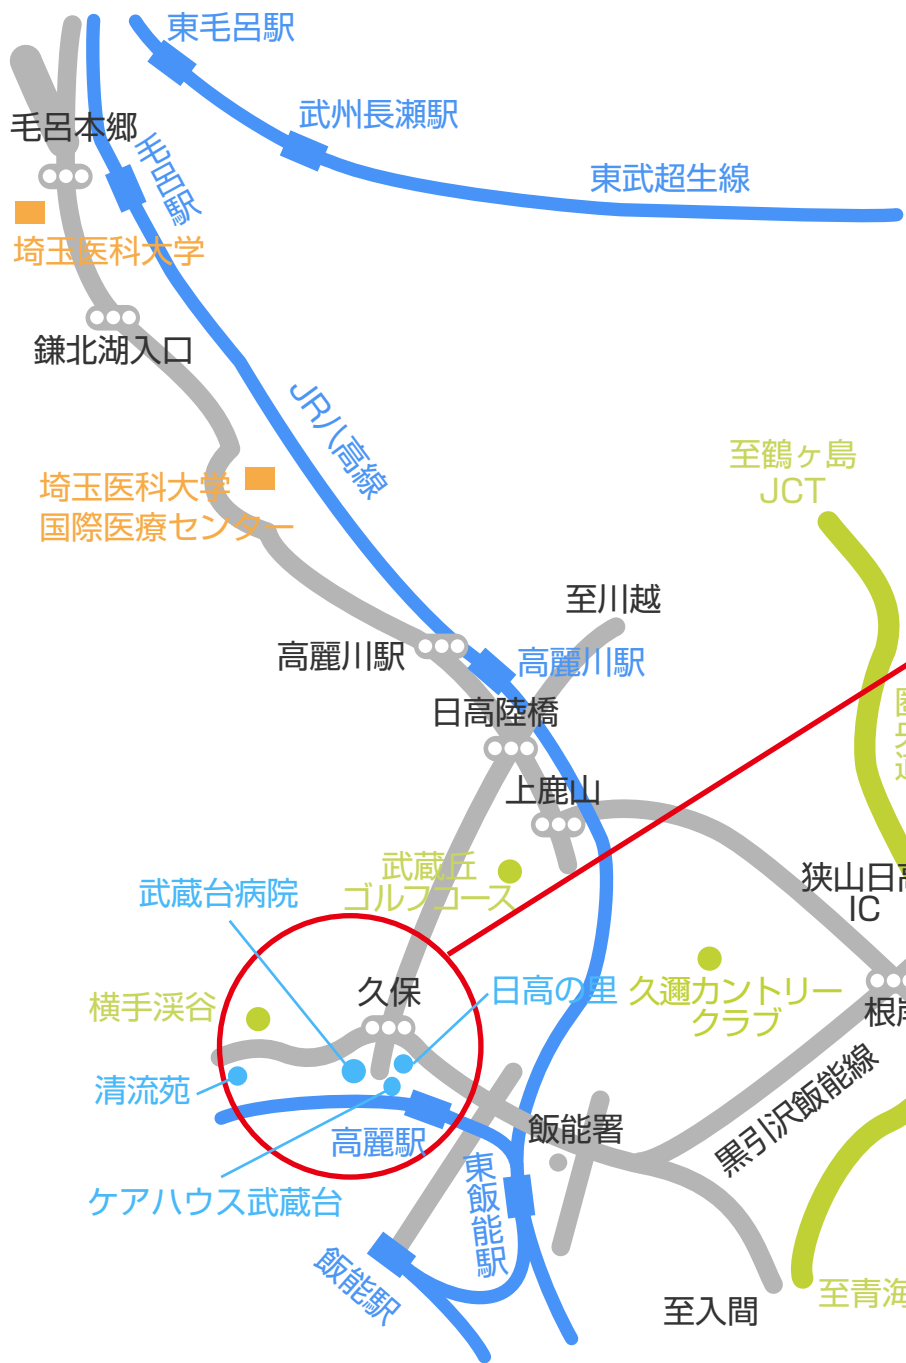 東毛呂駅
武州長瀬駅
毛呂本郷
毛呂駅
東武超生線
埼玉医科大学
鎌北湖入口
JR八高線
至鶴ヶ島
JCT
埼玉医科大学
国際医療センター
至川越
高麗川駅
高麗川駅
圏央道
日高陸橋
上鹿山
武蔵丘
ゴルフコース
狭山日高
IC
武蔵台病院
久保
日高の里
久邇カントリー
クラブ
横手渓谷
根岸
清流苑
黒引沢飯能線
高麗駅
飯能署
東飯能駅
ケアハウス武蔵台
飯能駅
至入間
至青海